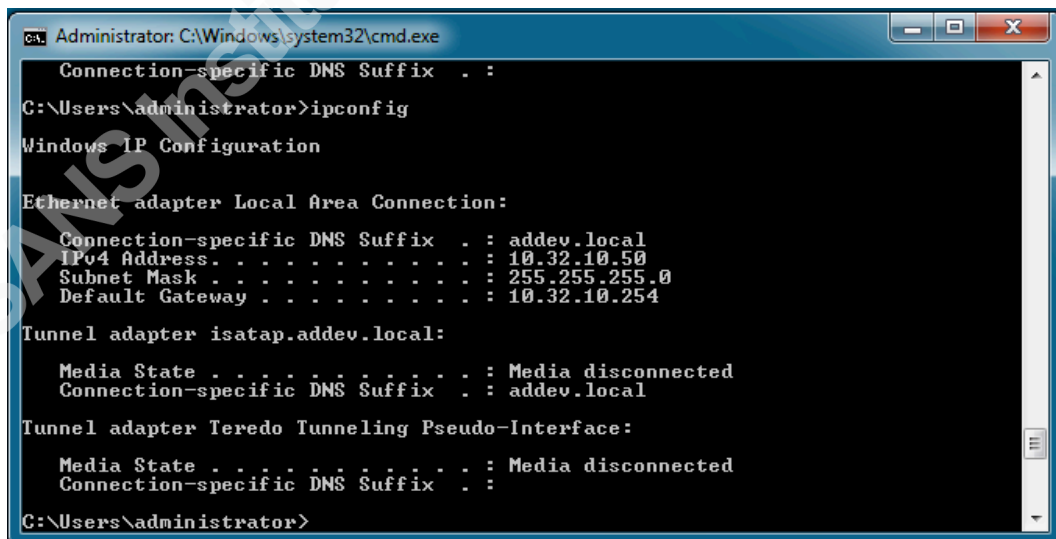 Administrator: C:\Windows\system32\cmd.exe
Connection-specific DNS Suffix  . :
C:\Users\administrator>ipconfig
Windows IP Configuration
Ethernet adapter Local Area Connection:
Connection-specific DNS Suffix  . : addev.local
IPv4 Address. . . . . . . . . . . : 10.32.10.50
Subnet Mask . . . . . . . . . . . : 255.255.255.0
Default Gateway . . . . . . . . . : 10.32.10.254
Tunnel adapter isatap.addev.local:
Media State . . . . . . . . . . . : Media disconnected
Connection-specific DNS Suffix  . : addev.local
Tunnel adapter Teredo Tunneling Pseudo-Interface:
Media State . . . . . . . . . . . : Media disconnected
Connection-specific DNS Suffix  . :
C:\Users\administrator>
SANS